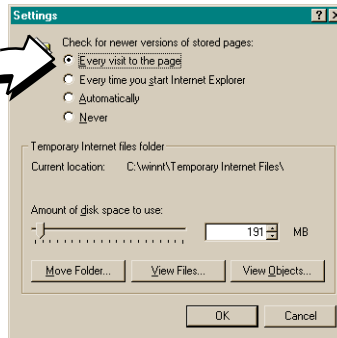 Settings
Check for newer versions of stored pages:
Every visit to the page
Every time you start Internet Explorer
Automatically
Never
Temporary Internet files folder
Current location: C:\winnt\Temporary Internet Files\
Amount of disk space to use:
191 MB
Move Folder... View Files... View Objects...
OK Cancel